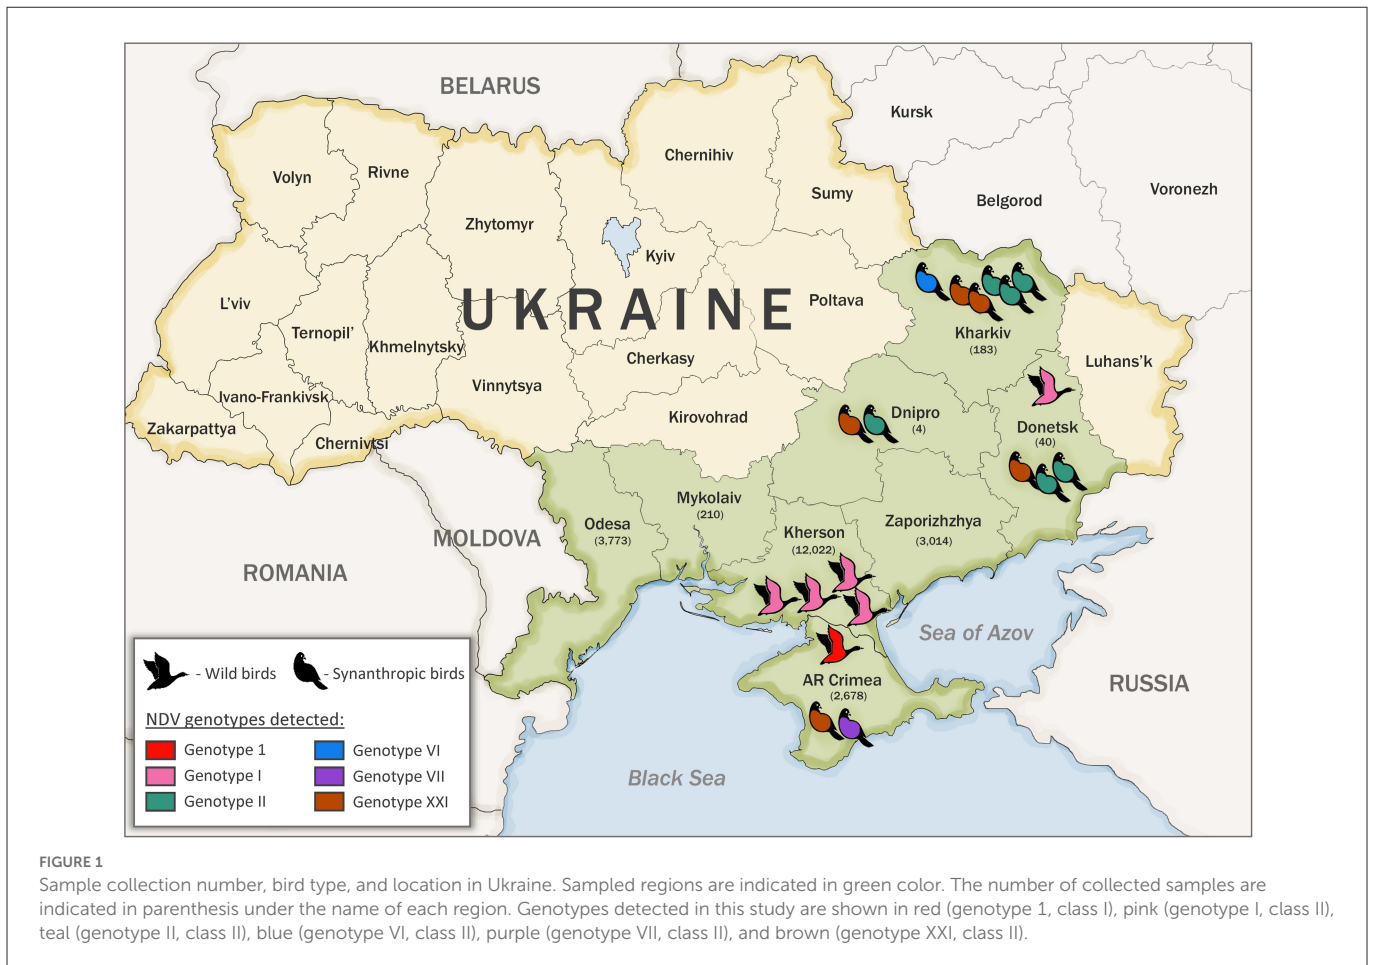 BELARUS
Kursk
Chernihiv
Voronezh
Rivne
Volyn
Sumy
Belgorod
Zhytomyr
Kyiv
L'viv
UKRAINE
Poltava
Ternopil'
Kharkiv
(183)
Khmelnytsky
Cherkasy
Luhans'k
Vinnytsya
Ivano-Frankivsk
Kirovohrad
Dnipro
(4)
Zakarpattya
Donetsk
(40)
Chernivtsi
Mykolaiv
(210)
Odesa
(3,773)
Kherson
(12,022)
Zaporizhzhya
(3,014)
MOLDOVA
ROMANIA
Sea of Azov
AR Crimea
(2,678)
RUSSIA
Black Sea
- Wild birds
- Synanthropic birds
NDV genotypes detected:
Genotype 1
Genotype VI
Genotype I
Genotype VII
Genotype II
Genotype XXI
FIGURE 1
Sample collection number, bird type, and location in Ukraine. Sampled regions are indicated in green color. The number of collected samples are
indicated in parenthesis under the name of each region. Genotypes detected in this study are shown in red (genotype 1, class I), pink (genotype I, class II),
teal (genotype II, class II), blue (genotype VI, class II), purple (genotype VII, class II), and brown (genotype XXI, class II).